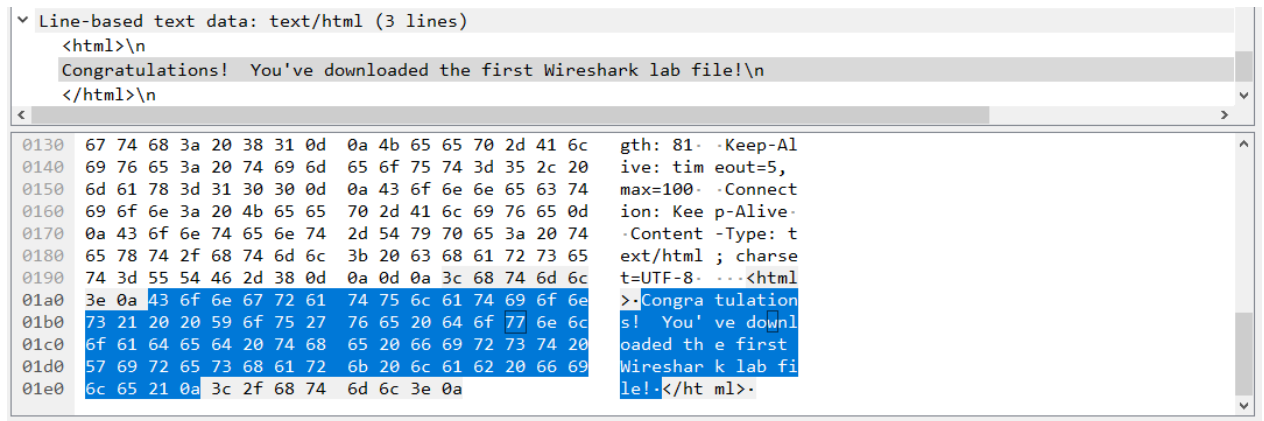 Line-based text data: text/html (3 lines)
<html>\n
Congratulations!  You've downloaded the first Wireshark lab file!\n
</html>\n
0130  67 74 68 3a 20 38 31 0d  0a 4b 65 65 70 2d 41 6c  gth: 81· ·Keep-Al
0140  69 76 65 3a 20 74 69 6d  65 6f 75 74 3d 35 2c 20  ive: tim eout=5,
0150  6d 61 78 3d 31 30 30 0d  0a 43 6f 6e 6e 65 63 74  max=100· ·Connect
0160  69 6f 6e 3a 20 4b 65 65  70 2d 41 6c 69 76 65 0d  ion: Kee p-Alive·
0170  0a 43 6f 6e 74 65 6e 74  2d 54 79 70 65 3a 20 74  ·Content -Type: t
0180  65 78 74 2f 68 74 6d 6c  3b 20 63 68 61 72 73 65  ext/html ; charse
0190  74 3d 55 54 46 2d 38 0d  0a 0d 0a 3c 68 74 6d 6c  t=UTF-8· ···<html
01a0  3e 0a 43 6f 6e 67 72 61  74 75 6c 61 74 69 6f 6e  >·Congra tulation
01b0  73 21 20 20 59 6f 75 27  76 65 20 64 6f 77 6e 6c  s!  You' ve downl
01c0  6f 61 64 65 64 20 74 68  65 20 66 69 72 73 74 20  oaded th e first
01d0  57 69 72 65 73 68 61 72  6b 20 6c 61 62 20 66 69  Wireshar k lab fi
01e0  6c 65 21 0a 3c 2f 68 74  6d 6c 3e 0a  le!·</ht ml>·